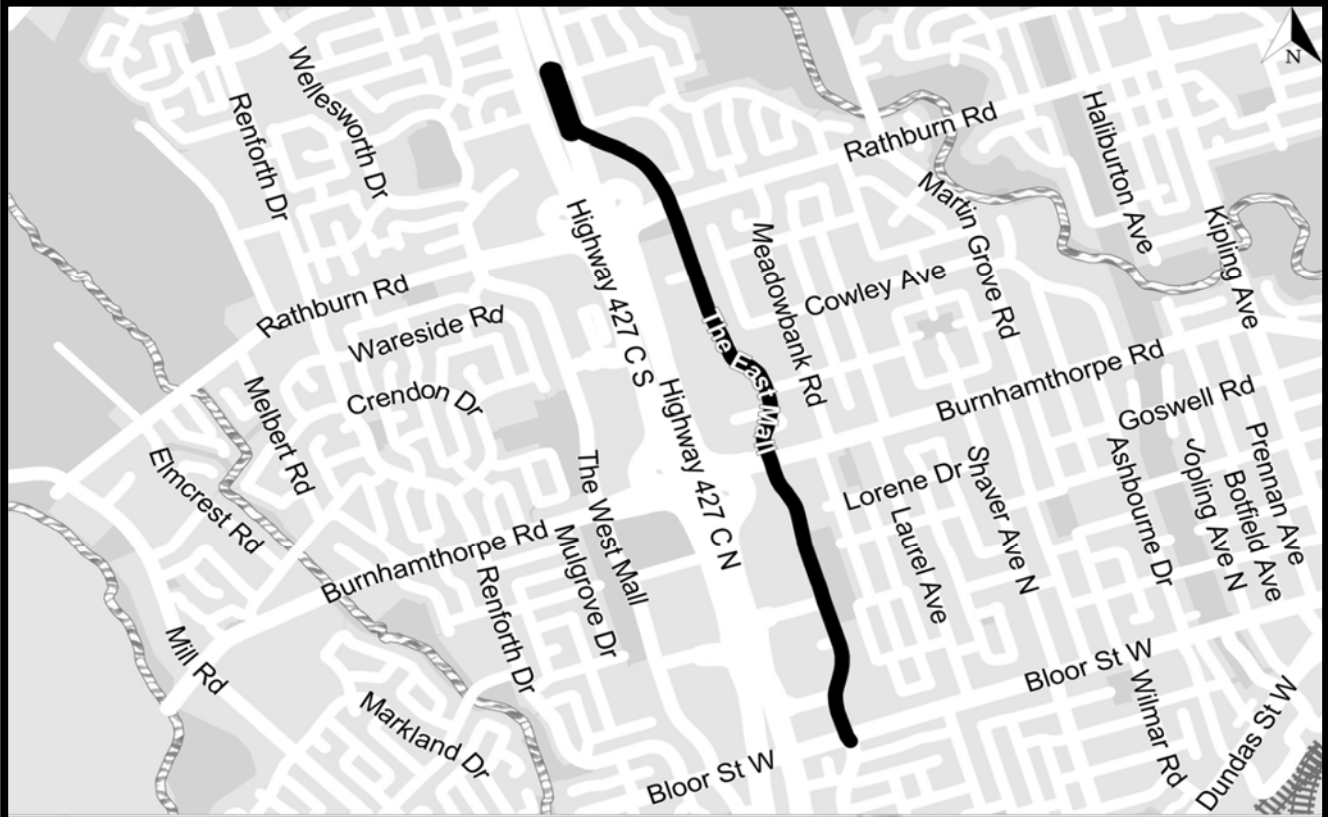 N
Wellesworth Dr
Renforth Dr
Rathburn Rd
Haliburton Ave
Martin Grove Rd
Kipling Ave
Highway 427 C S
Meadowbank Rd
Cowley Ave
Rathburn Rd
Wareside Rd
The East Mall
Burnhamthorpe Rd
Crendon Dr
Melbert Rd
Highway 427 C N
Goswell Rd
Prennan Ave
Elmcrest Rd
The West Mall
Lorene Dr
Shaver Ave N
Ashbourne Dr
Jopling Ave N
Botfield Ave
Burnhamthorpe Rd
Mulgrove Dr
Laurel Ave
Renforth Dr
Mill Rd
Bloor St W
Markland Dr
Wilmar Rd
Dundas St W
Bloor St W